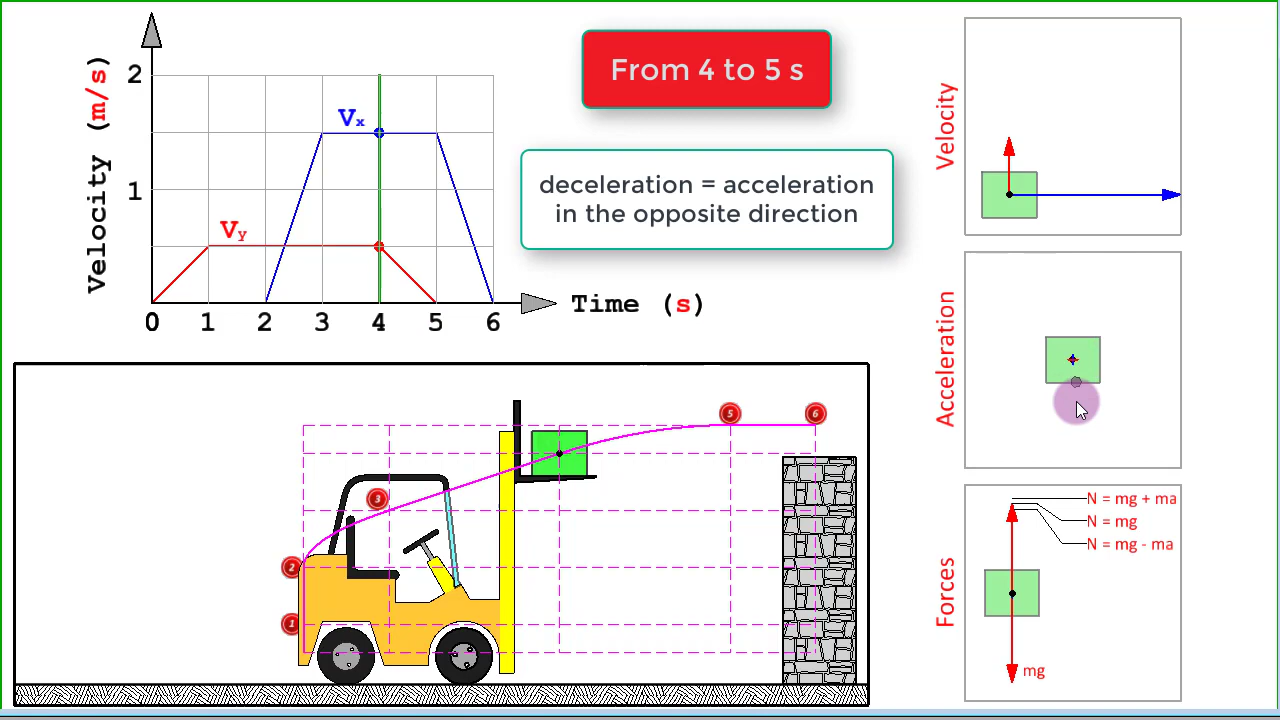 Velocity (m/s)
2
1
Vx
Vy
0 1 2 3 4 5 6
Time (s)
From 4 to 5 s
deceleration = acceleration
in the opposite direction
1
2
3
5
6
Velocity
Acceleration
Forces
N = mg + ma
N = mg
N = mg - ma
mg